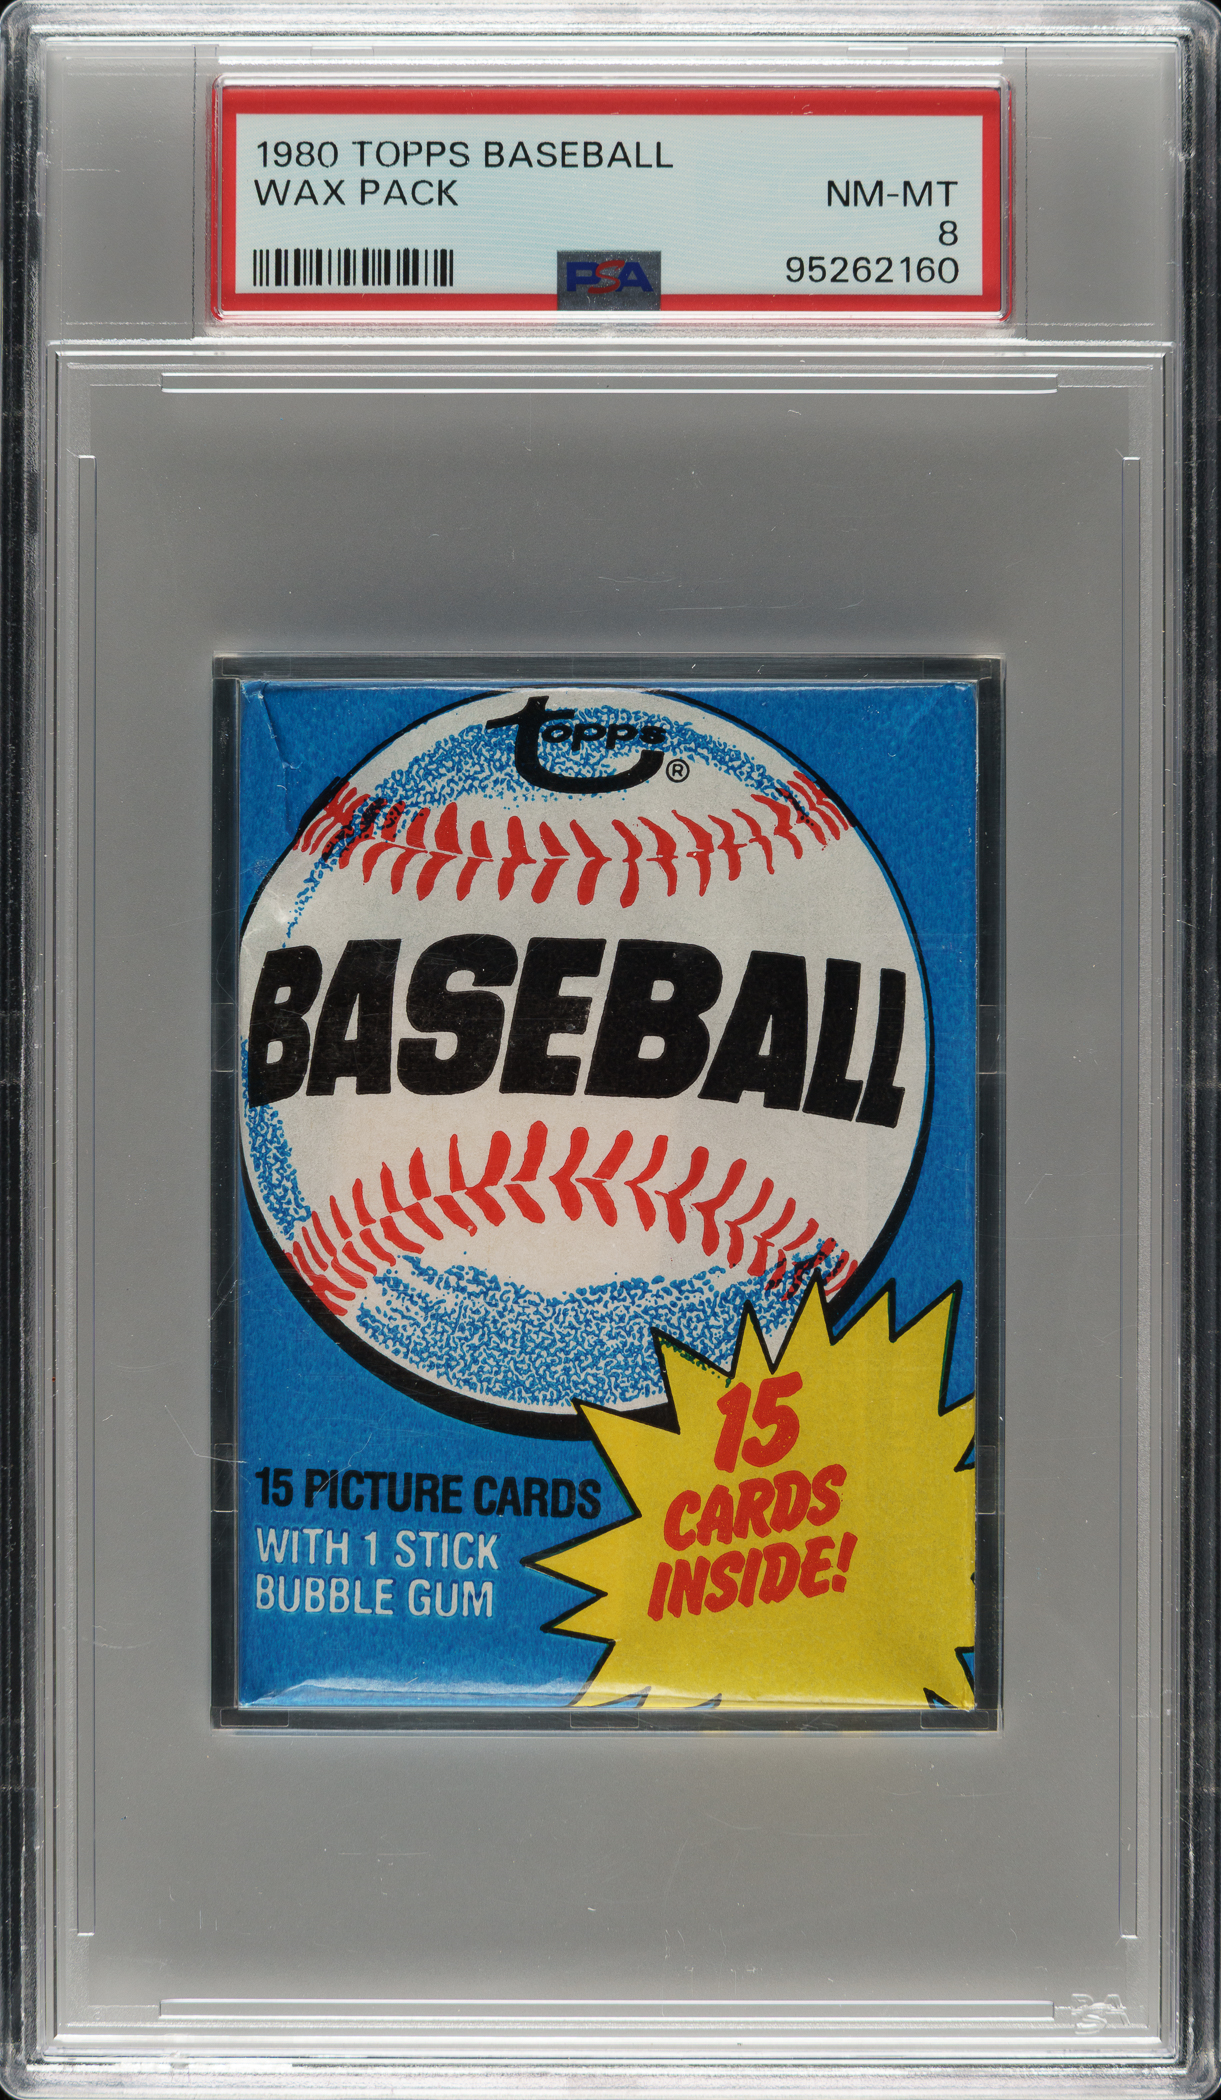 1980 TOPPS BASEBALL
WAX PACK
NM-MT
8
95262160
PSA
topps®
BASEBALL
15 PICTURE CARDS
WITH 1 STICK
BUBBLE GUM
15
CARDS
INSIDE!
PSA